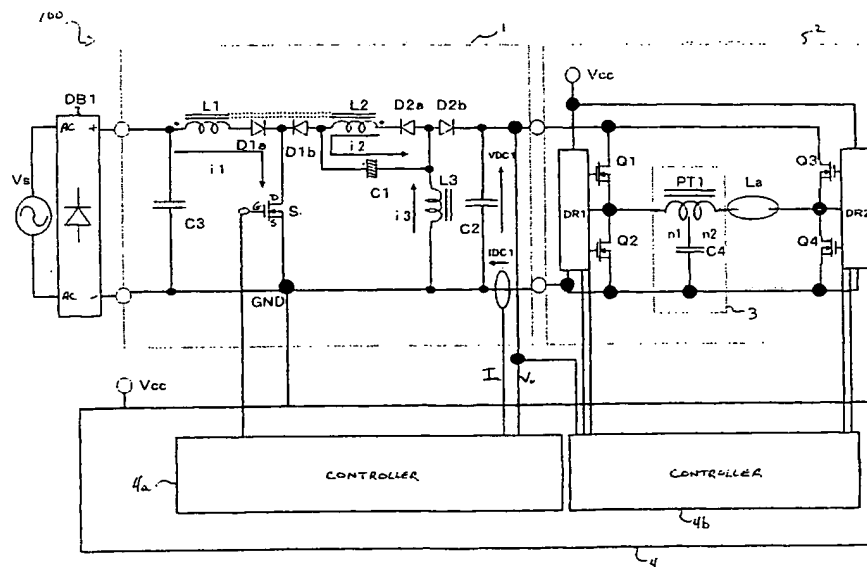 100
1
2
Vcc
DB1
AC
+
L1
L2
D2a
D2b
D1a
D1b
i1
i2
C1
VDC1
Q1
Q3
PT1
La
Vs
C3
G
D
S
S.
L3
i3
C2
DR1
DR2
n1
n2
C4
Q2
Q4
IDC1
AC
-
GND
3
Vcc
I
V.
4a
CONTROLLER
CONTROLLER
4b
4